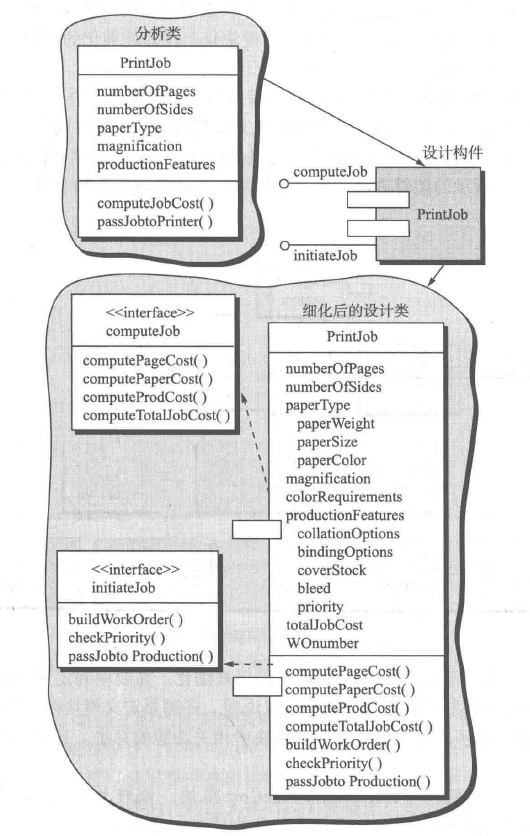 分析类
PrintJob
numberOfPages
numberOfSides
paperType
magnification
productionFeatures
computeJobCost( )
passJobtoPrinter( )
设计构件
computeJob
PrintJob
initiateJob
<<interface>>
computeJob
computePageCost( )
computePaperCost( )
computeProdCost( )
computeTotalJobCost( )
<<interface>>
initiateJob
buildWorkOrder( )
checkPriority( )
passJobto Production( )
细化后的设计类
PrintJob
numberOfPages
numberOfSides
paperType
paperWeight
paperSize
paperColor
magnification
colorRequirements
productionFeatures
collationOptions
bindingOptions
coverStock
bleed
priority
totalJobCost
WOnumber
computePageCost( )
computePaperCost( )
computeProdCost( )
computeTotalJobCost( )
buildWorkOrder( )
checkPriority( )
passJobto Production( )